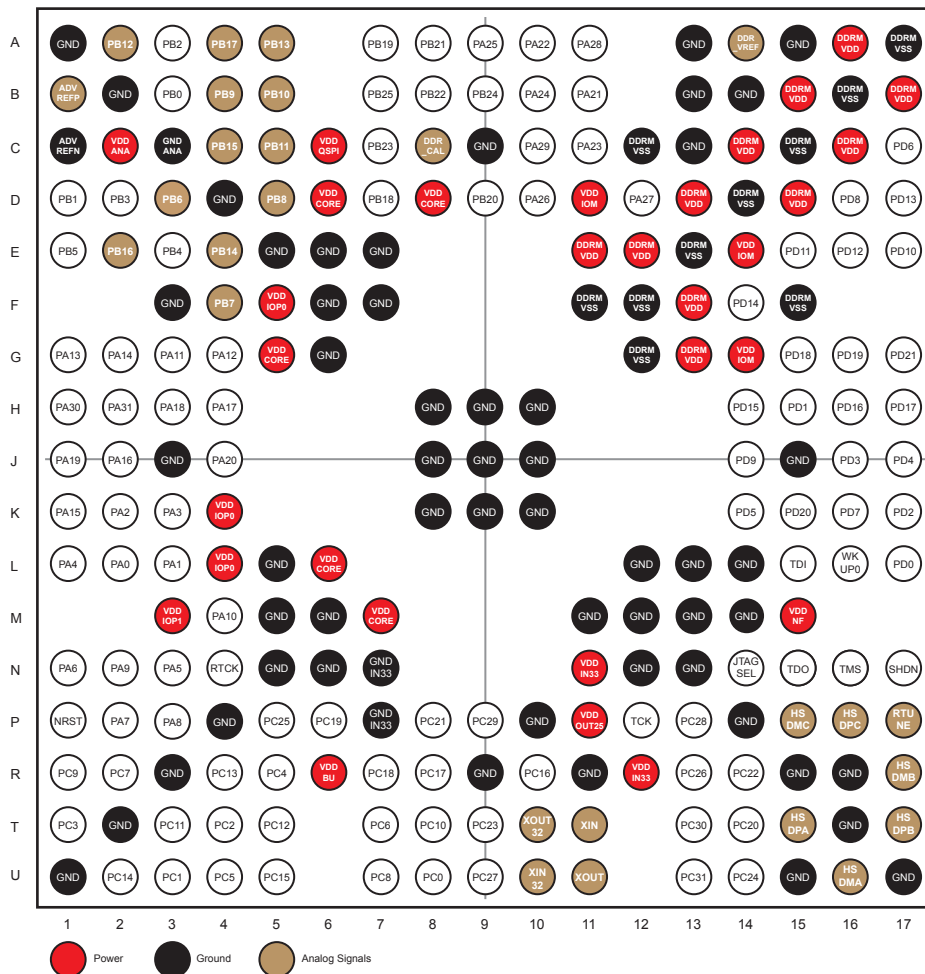 A GND PB12 PB2 PB17 PB13 PB19 PB21 PA25 PA22 PA28 GND DDR_VREF GND DDRM VDD DDRM VSS
B ADV REFP GND PB0 PB9 PB10 PB25 PB22 PB24 PA24 PA21 GND GND DDRM VDD DDRM VSS DDRM VDD
C ADV REFN VDD ANA GND ANA PB15 PB11 VDD QSPI PB23 DDR_CAL GND PA29 PA23 DDRM VSS GND DDRM VDD DDRM VSS DDRM VDD PD6
D PB1 PB3 PB6 GND PB8 VDD CORE PB18 VDD CORE PB20 PA26 VDD IOM PA27 DDRM VDD DDRM VSS DDRM VDD PD8 PD13
E PB5 PB16 PB4 PB14 GND GND GND DDRM VDD DDRM VDD DDRM VSS VDD IOM PD11 PD12 PD10
F GND PB7 VDD IOP0 GND GND DDRM VSS DDRM VSS DDRM VDD PD14 DDRM VSS
G PA13 PA14 PA11 PA12 VDD CORE GND DDRM VSS DDRM VDD VDD IOM PD18 PD19 PD21
H PA30 PA31 PA18 PA17 GND GND GND PD15 PD1 PD16 PD17
J PA19 PA16 GND PA20 GND GND GND PD9 GND PD3 PD4
K PA15 PA2 PA3 VDD IOP0 GND GND GND PD5 PD20 PD7 PD2
L PA4 PA0 PA1 VDD IOP0 GND VDD CORE GND GND GND TDI WK UP0 PD0
M VDD IOP1 PA10 GND GND VDD CORE GND GND GND GND VDD NF
N PA6 PA9 PA5 RTCK GND GND GND IN33 VDD IN33 GND GND JTAG SEL TDO TMS SHDN
P NRST PA7 PA8 GND PC25 PC19 GND IN33 PC21 PC29 GND VDD OUT25 TCK PC28 GND HS DMC HS DPC RTU NE
R PC9 PC7 GND PC13 PC4 VDD BU PC18 PC17 GND PC16 GND VDD IN33 PC26 PC22 GND GND HS DMB
T PC3 GND PC11 PC2 PC12 PC6 PC10 PC23 XOUT 32 XIN PC30 PC20 HS DPA GND HS DPB
U GND PC14 PC1 PC5 PC15 PC8 PC0 PC27 XIN 32 XOUT PC31 PC24 GND HS DMA GND
1 2 3 4 5 6 7 8 9 10 11 12 13 14 15 16 17
Power Ground Analog Signals